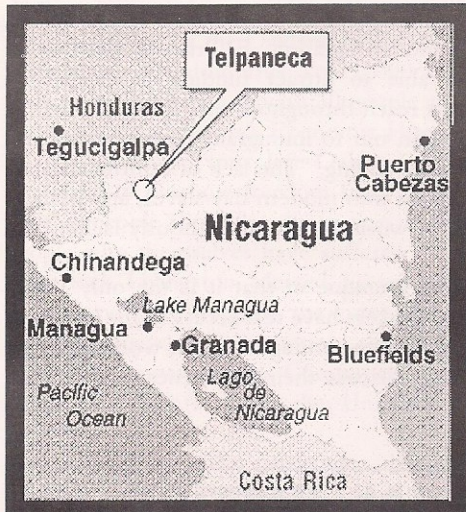 Telpaneca
Honduras
Tegucigalpa
Puerto
Cabezas
Nicaragua
Chinandega
Lake Managua
Managua
Granada
Bluefields
Lago
de
Nicaragua
Pacific
Ocean
Costa Rica